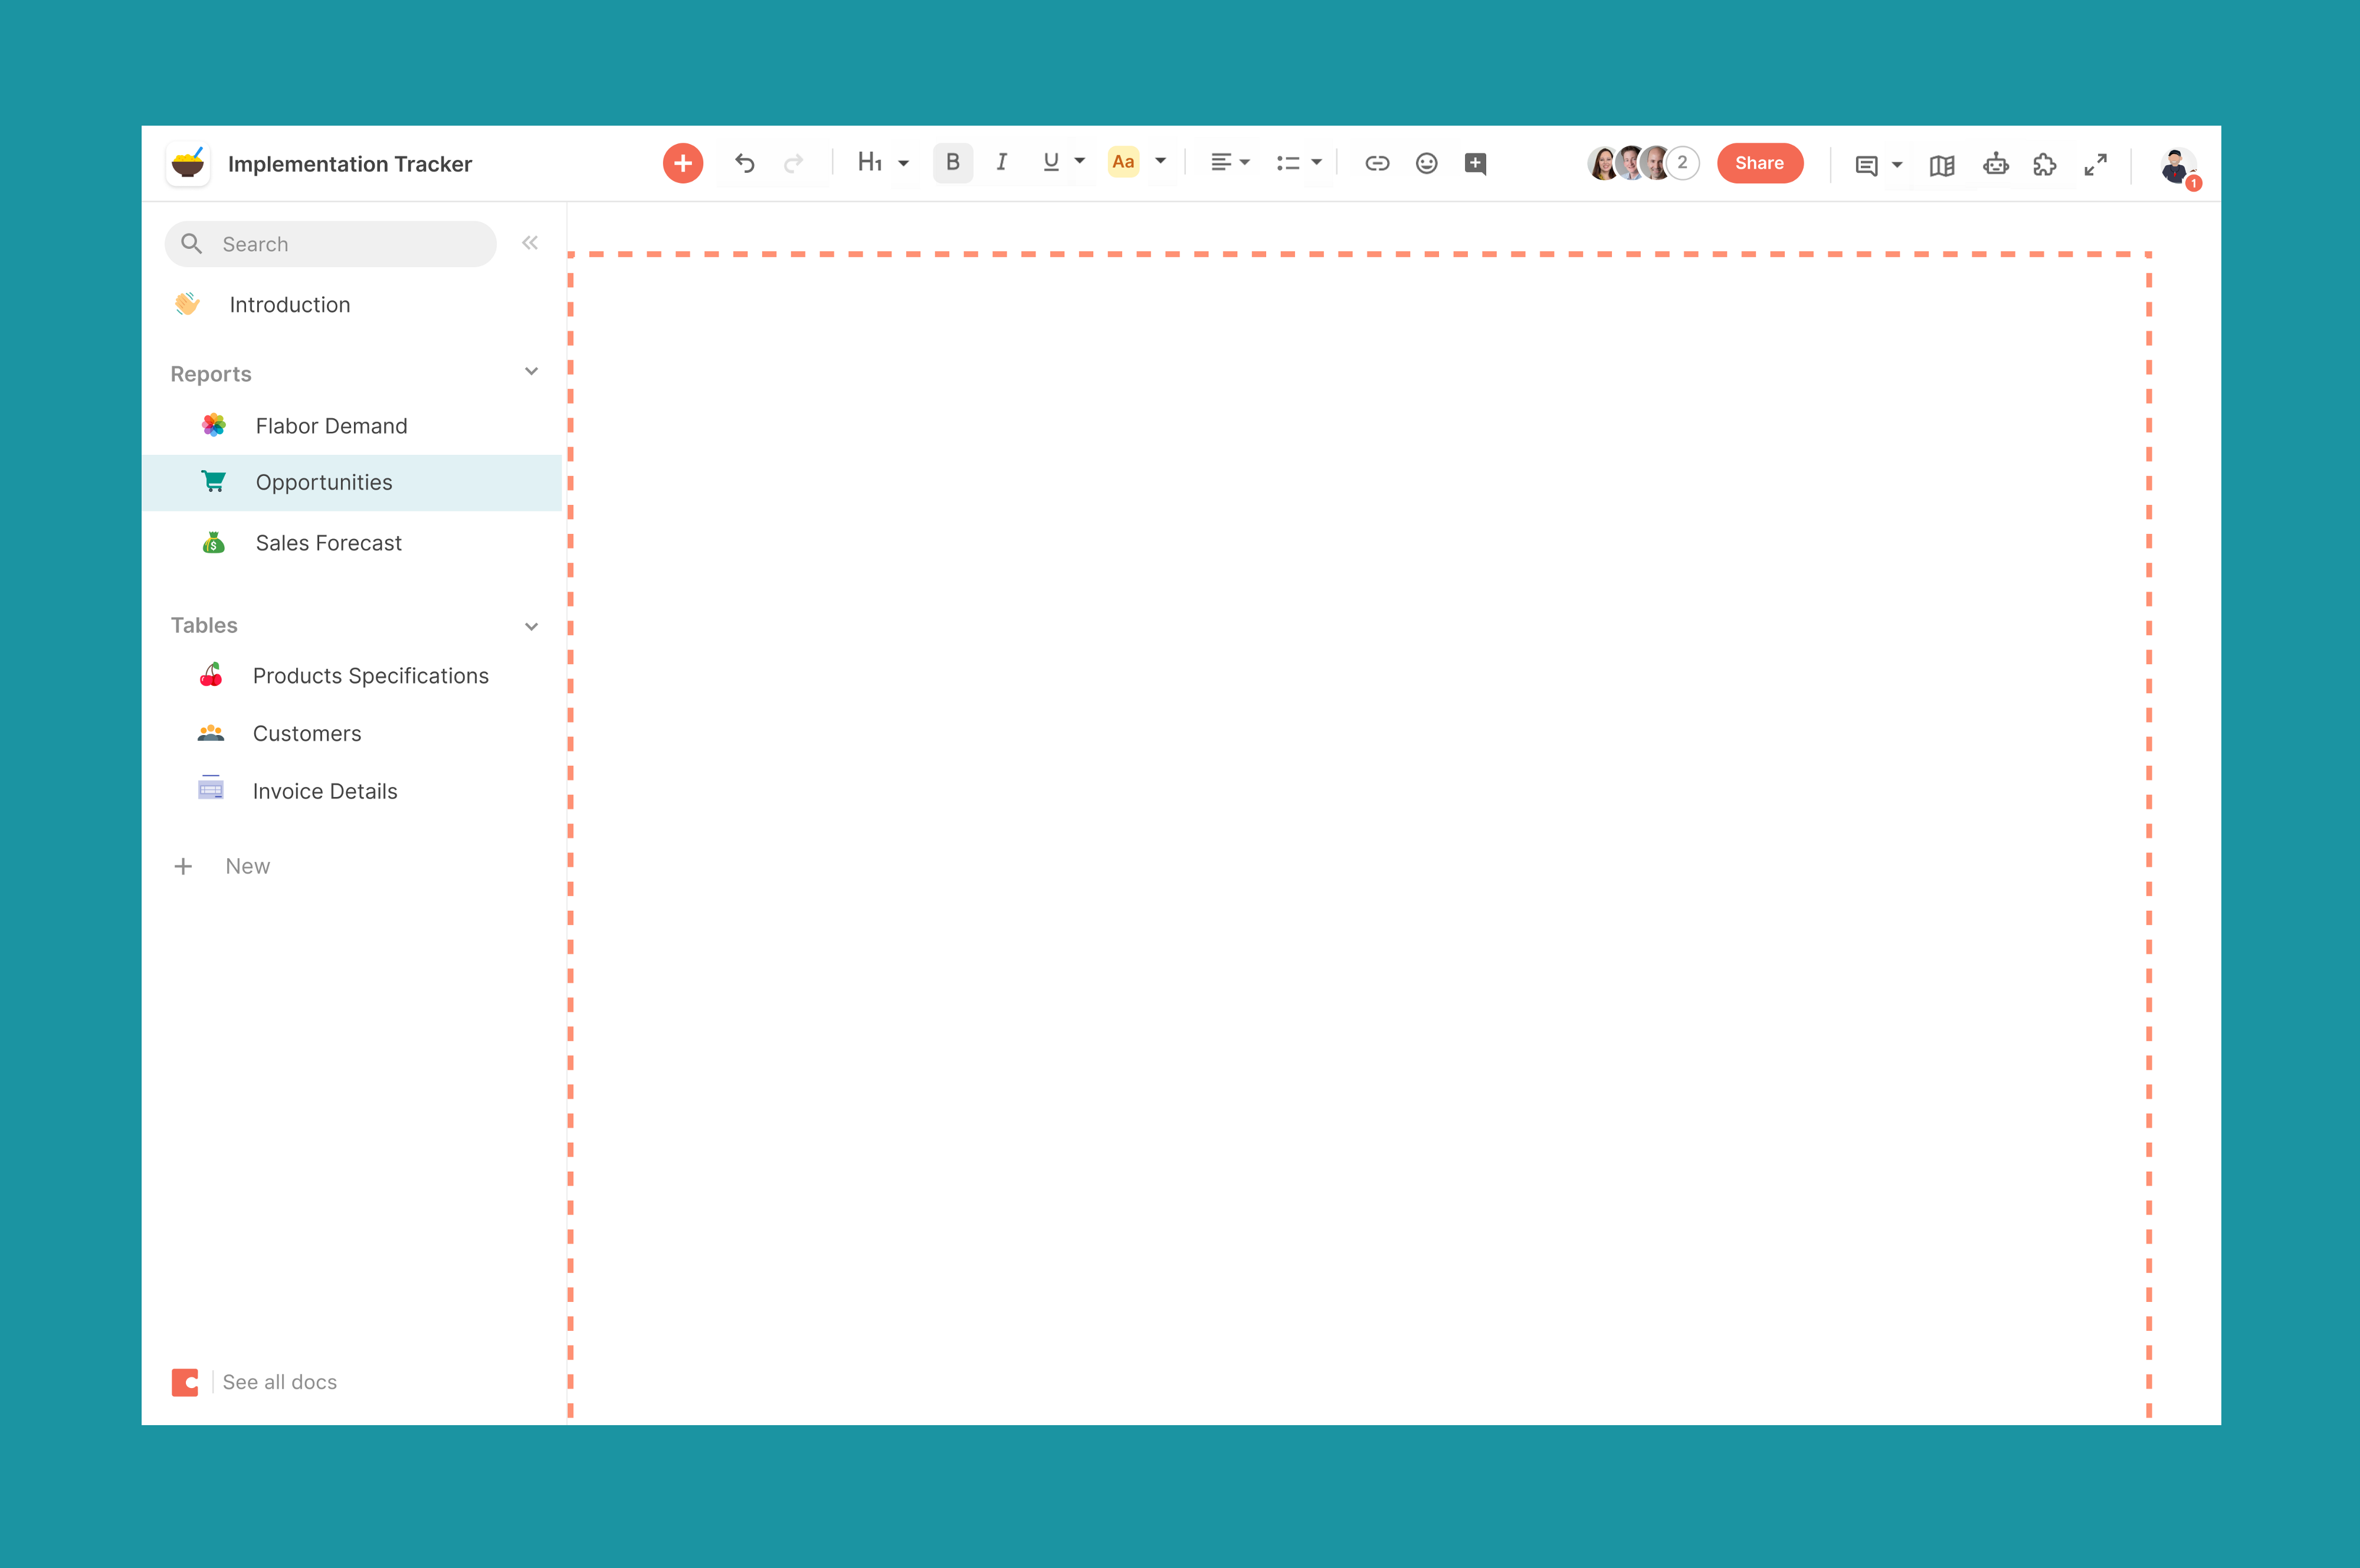 Implementation Tracker
H1
B
I
U
Aa
2
Share
1
Search
Introduction
Reports
Flabor Demand
Opportunities
Sales Forecast
Tables
Products Specifications
Customers
Invoice Details
New
See all docs